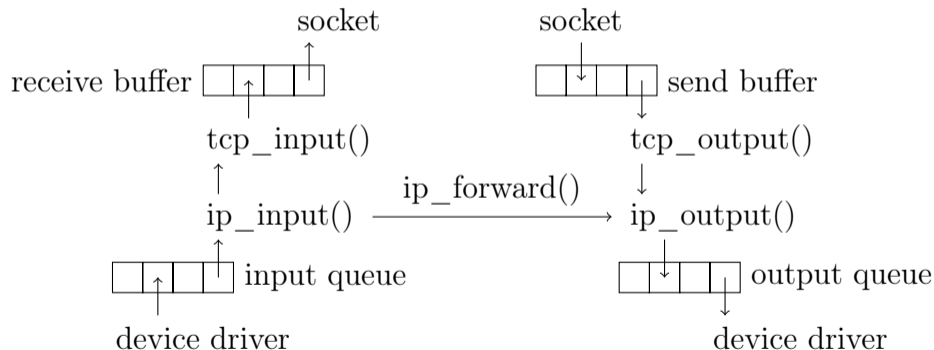 socket socket
receive buffer send buffer
tcp_input() tcp_output()
ip_forward()
ip_input() ip_output()
input queue output queue
device driver device driver